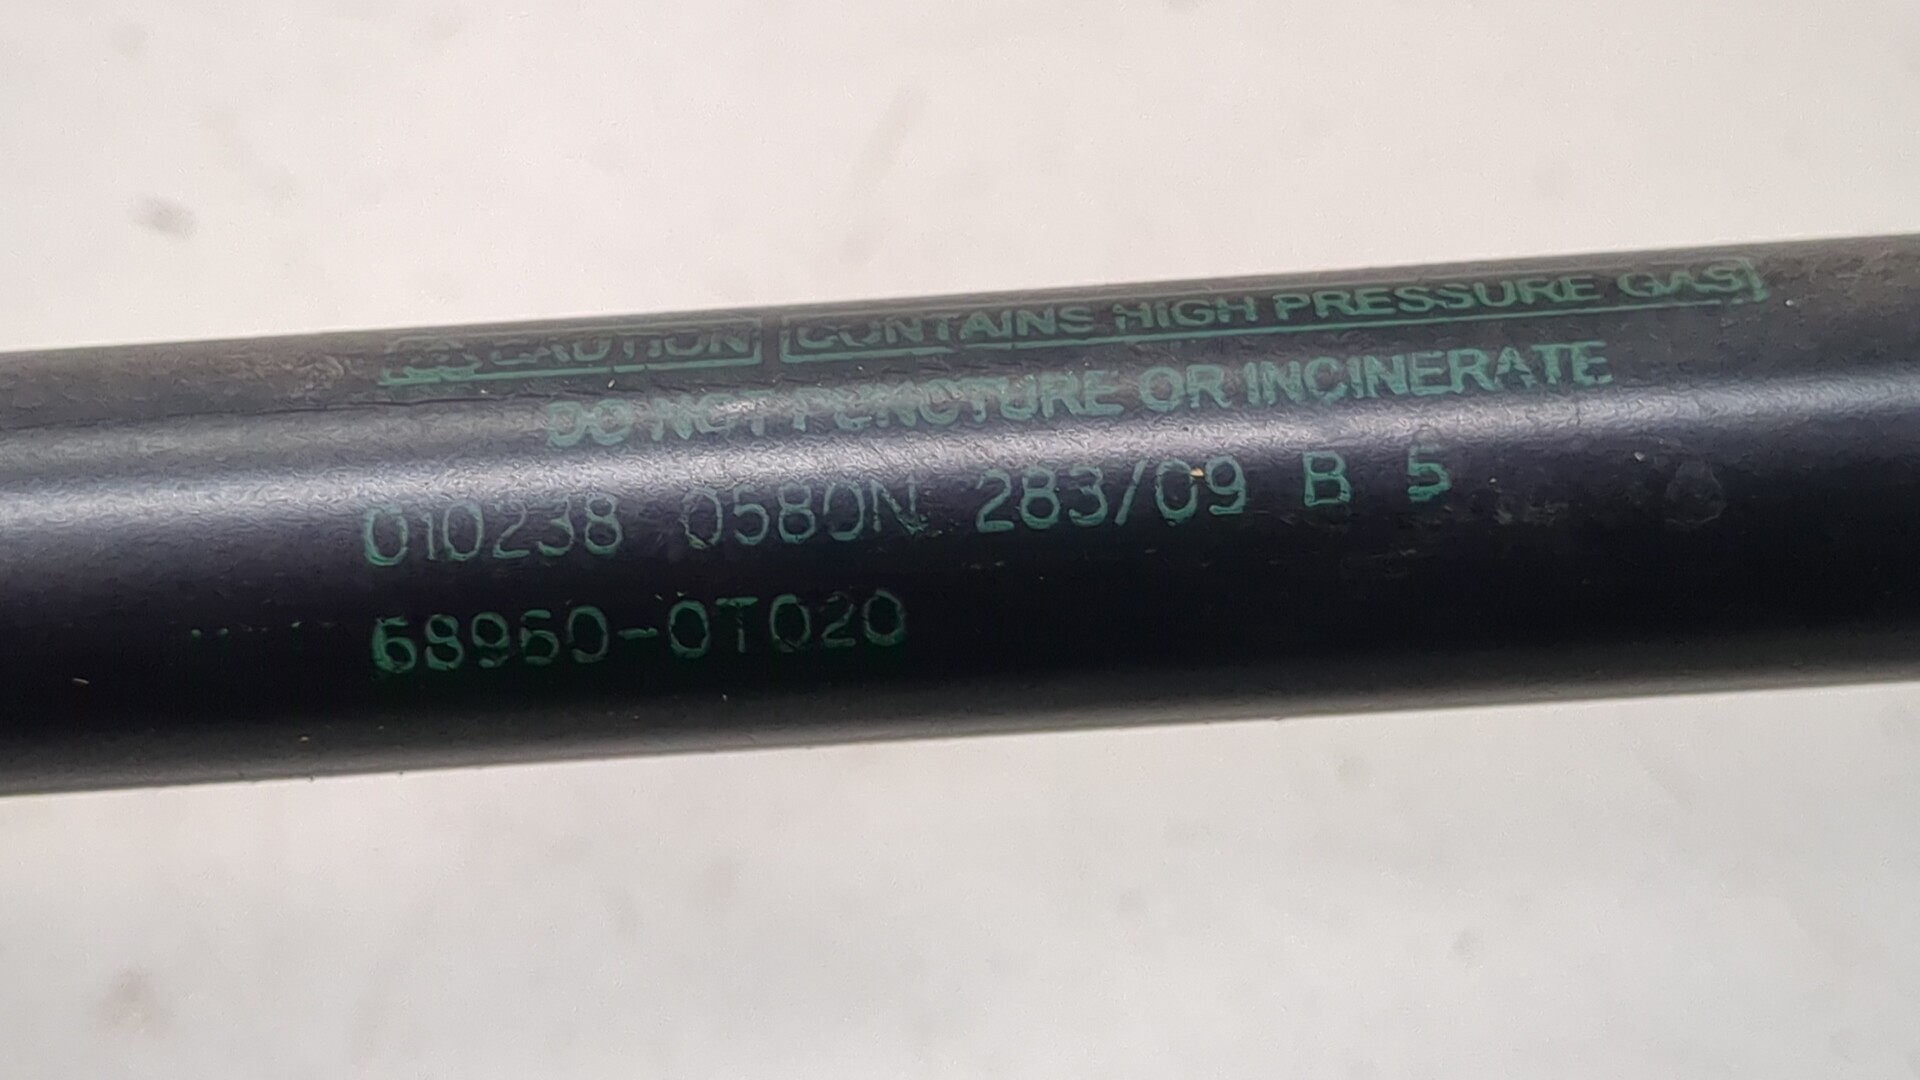 CAUTION CONTAINS HIGH PRESSURE GAS
DO NOT PUNCTURE OR INCINERATE
010238 0580N 283/09 B 5
68960-0T020